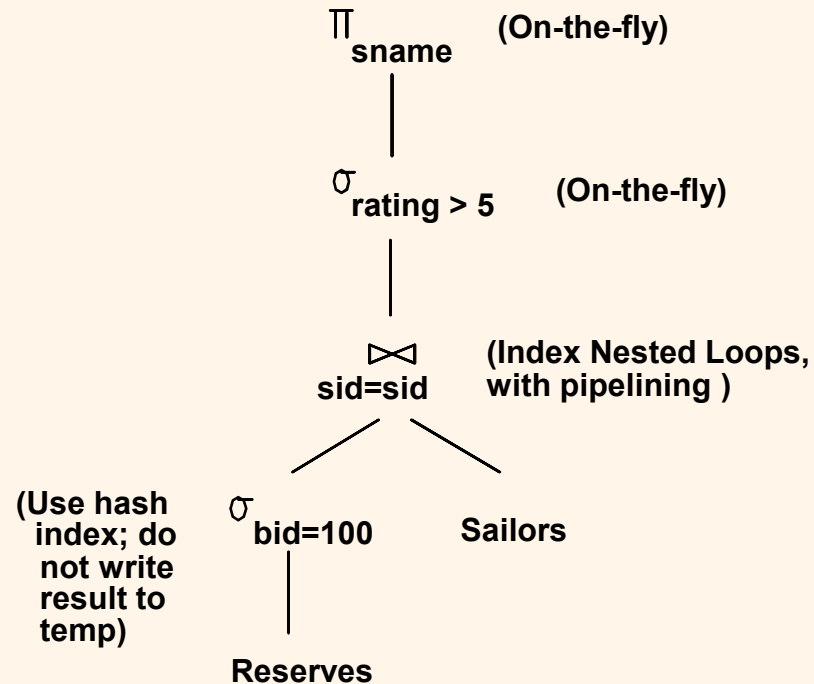 π sname (On-the-fly)
σ rating > 5 (On-the-fly)
⋈
sid=sid
(Index Nested Loops,
with pipelining )
(Use hash
index; do
not write
result to
temp)
σ bid=100
Sailors
Reserves